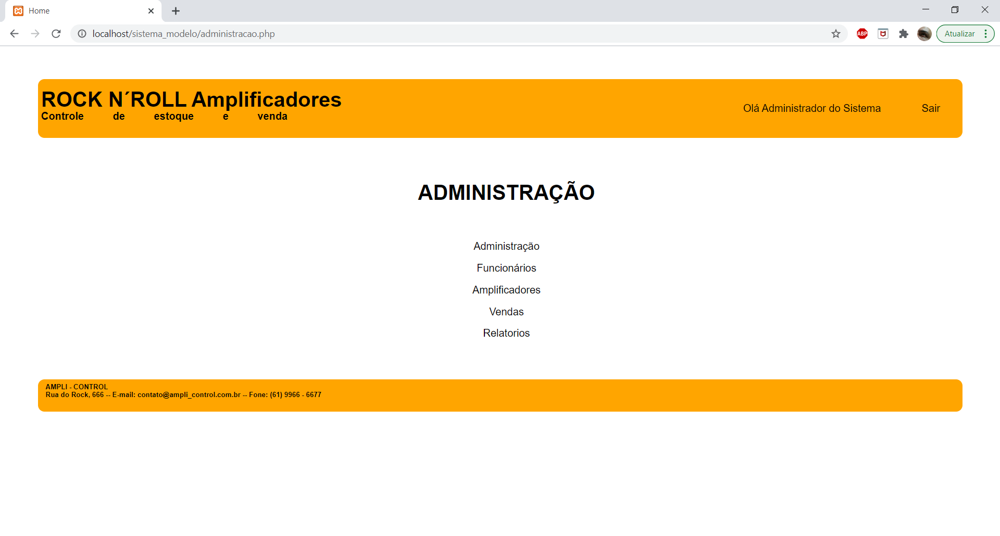 Home
localhost/sistema_modelo/administracao.php
ABP
Atualizar
ROCK N´ROLL Amplificadores
Controle de estoque e venda
Olá Administrador do Sistema
Sair
ADMINISTRAÇÃO
Administração
Funcionários
Amplificadores
Vendas
Relatorios
AMPLI - CONTROL
Rua do Rock, 666 -- E-mail: contato@ampli_control.com.br -- Fone: (61) 9966 - 6677